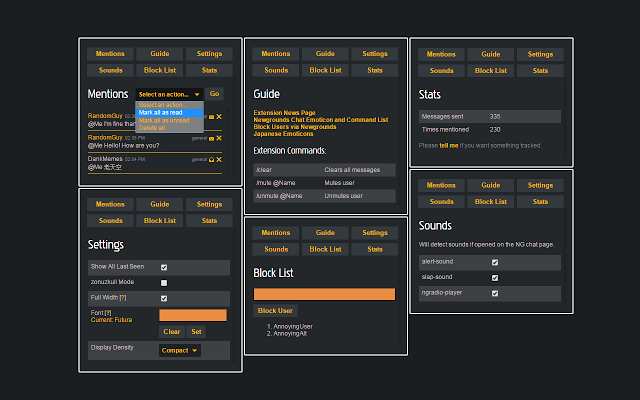 Mentions Guide Settings
Sounds Block List Stats
Mentions Select an action... Go
Select an action...
Mark all as read
Mark all as unread
Delete all
RandomGuy
@Me I'm fine than
RandomGuy 02:38 PM general
@Me Hello! How are you?
DankMemes 02:04 PM general
@Me 老天空
Mentions Guide Settings
Sounds Block List Stats
Settings
Show All Last Seen
zonuzkull Mode
Full Width [?]
Font [?]
Current: Futura
Clear Set
Display Density Compact
Mentions Guide Settings
Sounds Block List Stats
Guide
Extension News Page
Newgrounds Chat Emoticon and Command List
Block Users via Newgrounds
Japanese Emoticons
Extension Commands:
/clear Clears all messages
/mute @Name Mutes user
/unmute @Name Unmutes user
Mentions Guide Settings
Sounds Block List Stats
Block List
Block User
1. AnnoyingUser
2. AnnoyingAlt
Mentions Guide Settings
Sounds Block List Stats
Stats
Messages sent 335
Times mentioned 230
Please tell me if you want something tracked.
Mentions Guide Settings
Sounds Block List Stats
Sounds
Will detect sounds if opened on the NG chat page.
alert-sound
slap-sound
ngradio-player